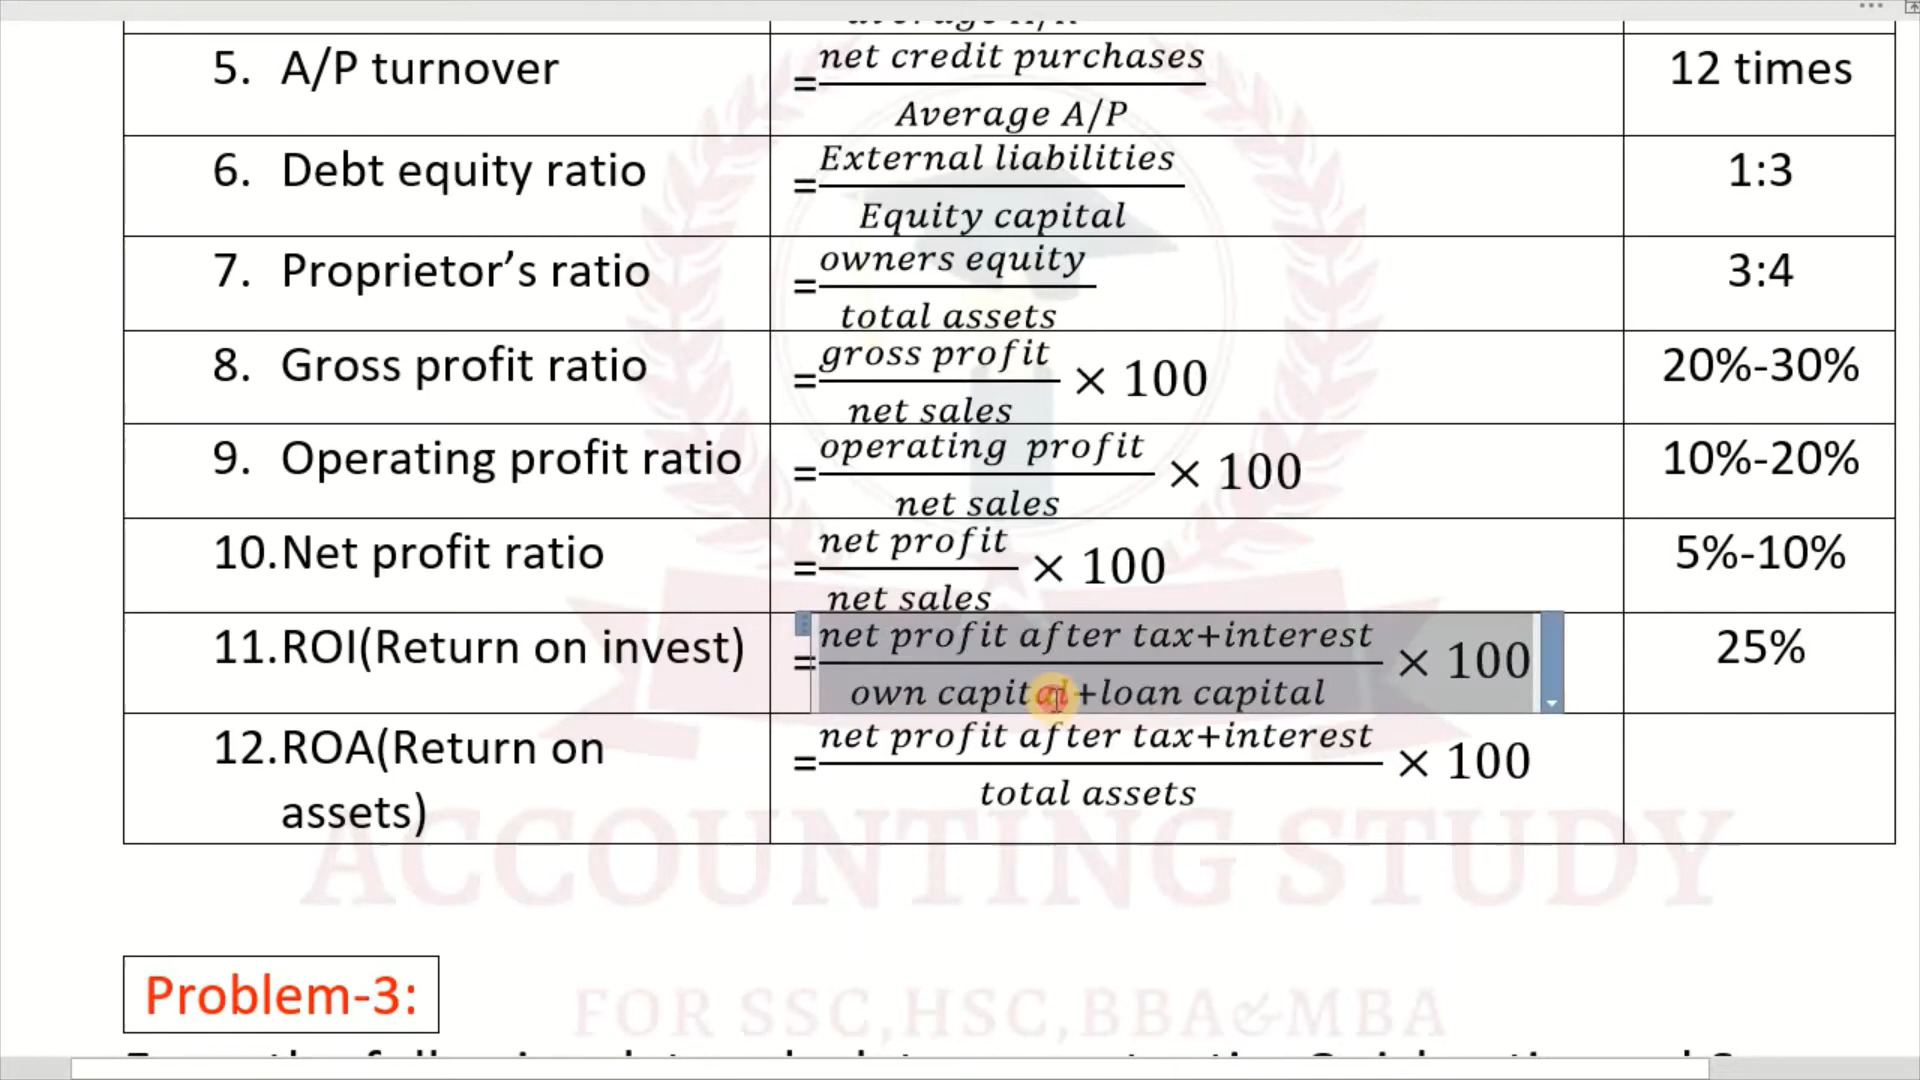 5. A/P turnover
=net credit purchases / Average A/P
12 times
6. Debt equity ratio
=External liabilities / Equity capital
1:3
7. Proprietor’s ratio
=owners equity / total assets
3:4
8. Gross profit ratio
=gross profit / net sales × 100
20%-30%
9. Operating profit ratio
=operating profit / net sales × 100
10%-20%
10.Net profit ratio
=net profit / net sales × 100
5%-10%
11.ROI(Return on invest)
=net profit after tax+interest / own capital+loan capital × 100
25%
12.ROA(Return on
assets)
=net profit after tax+interest / total assets × 100
ACCOUNTING STUDY
Problem-3:
FOR SSC,HSC,BBA&MBA